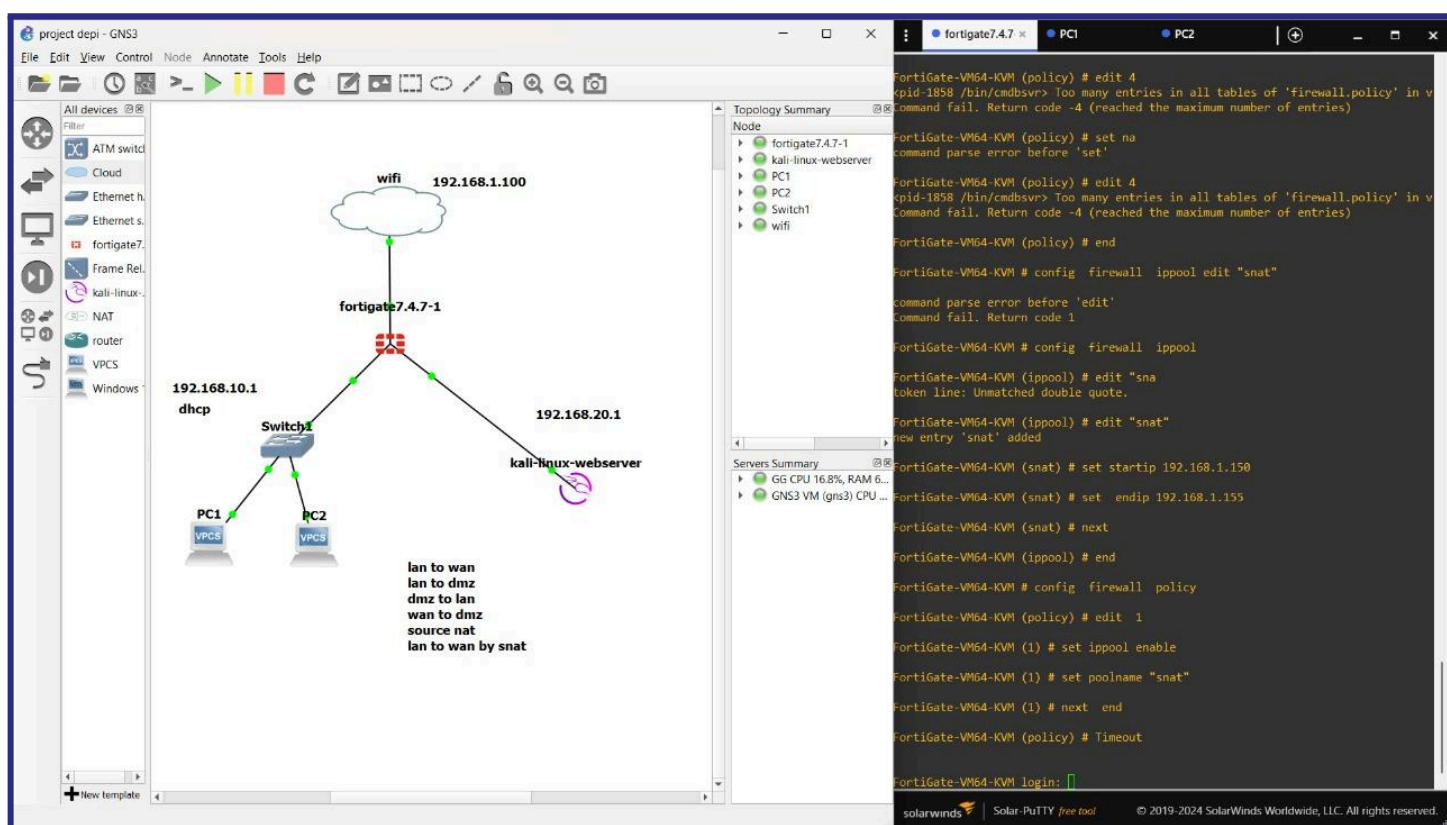 project depi - GNS3
File Edit View Control Node Annotate Tools Help
All devices
Filter
ATM switch
Cloud
Ethernet h.
Ethernet s.
fortigate7.
Frame Rel.
kali-linux-.
NAT
router
VPCS
Windows
New template
wifi 192.168.1.100
fortigate7.4.7-1
192.168.10.1
dhcp
Switch1
192.168.20.1
kali-linux-webserver
PC1
PC2
VPCS
VPCS
lan to wan
lan to dmz
dmz to lan
wan to dmz
source nat
lan to wan by snat
Topology Summary
Node
fortigate7.4.7-1
kali-linux-webserver
PC1
PC2
Switch1
wifi
Servers Summary
GG CPU 16.8%, RAM 6...
GNS3 VM (gns3) CPU ...
fortigate7.4.7 PC1 PC2
FortiGate-VM64-KVM (policy) # edit 4
<pid-1858 /bin/cmdbsvr> Too many entries in all tables of 'firewall.policy' in v
Command fail. Return code -4 (reached the maximum number of entries)
FortiGate-VM64-KVM (policy) # set na
command parse error before 'set'
FortiGate-VM64-KVM (policy) # edit 4
<pid-1858 /bin/cmdbsvr> Too many entries in all tables of 'firewall.policy' in v
Command fail. Return code -4 (reached the maximum number of entries)
FortiGate-VM64-KVM (policy) # end
FortiGate-VM64-KVM # config  firewall  ippool edit "snat"
command parse error before 'edit'
Command fail. Return code 1
FortiGate-VM64-KVM # config  firewall  ippool
FortiGate-VM64-KVM (ippool) # edit "sna
token line: Unmatched double quote.
FortiGate-VM64-KVM (ippool) # edit "snat"
new entry 'snat' added
FortiGate-VM64-KVM (snat) # set startip 192.168.1.150
FortiGate-VM64-KVM (snat) # set  endip 192.168.1.155
FortiGate-VM64-KVM (snat) # next
FortiGate-VM64-KVM (ippool) # end
FortiGate-VM64-KVM # config  firewall  policy
FortiGate-VM64-KVM (policy) # edit  1
FortiGate-VM64-KVM (1) # set ippool enable
FortiGate-VM64-KVM (1) # set poolname "snat"
FortiGate-VM64-KVM (1) # next  end
FortiGate-VM64-KVM (policy) # Timeout
FortiGate-VM64-KVM login:
solarwinds Solar-PuTTY free tool © 2019-2024 SolarWinds Worldwide, LLC. All rights reserved.